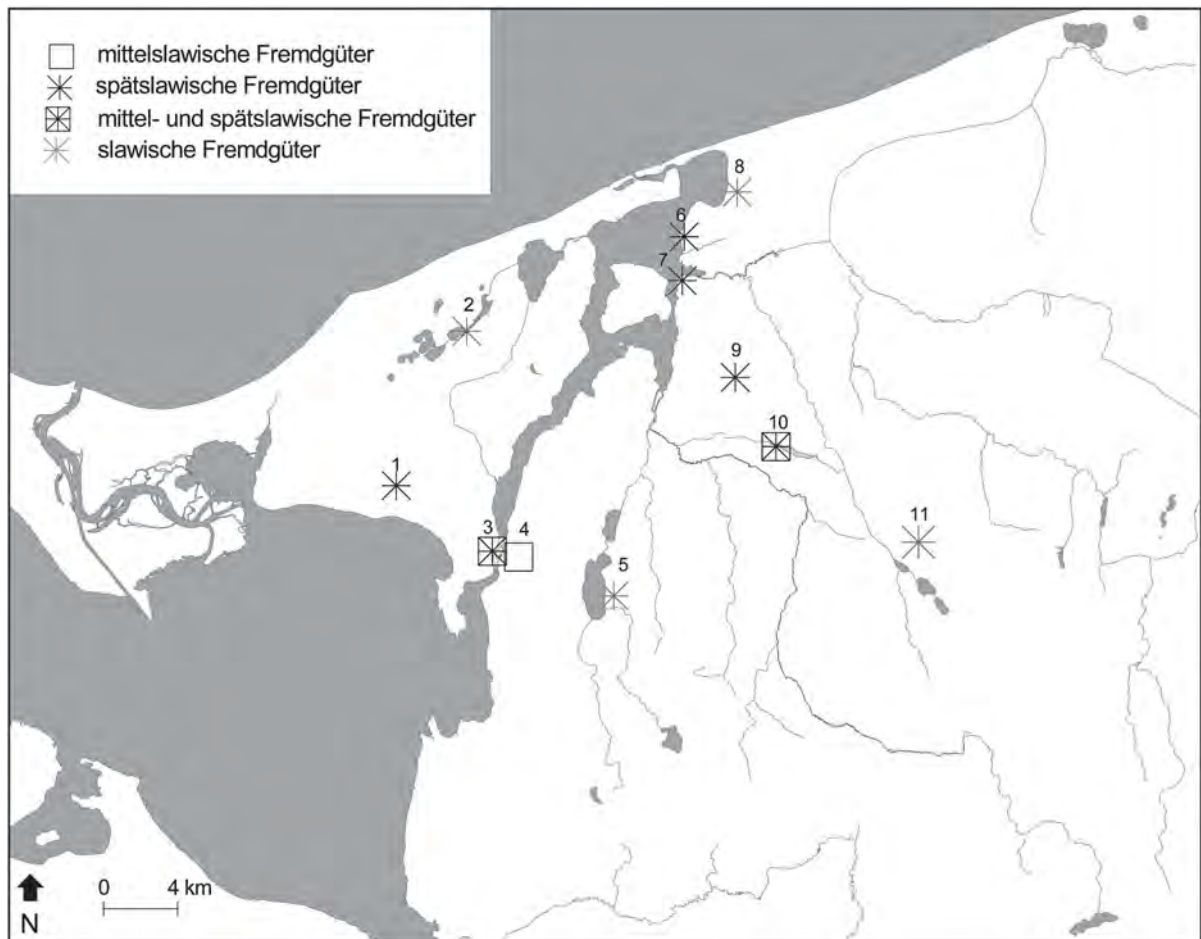 mittelslawische Fremdgüter
spätslawische Fremdgüter
mittel- und spätslawische Fremdgüter
slawische Fremdgüter
8
6
7
2
9
10
1
11
3 4
5
0 4 km
N